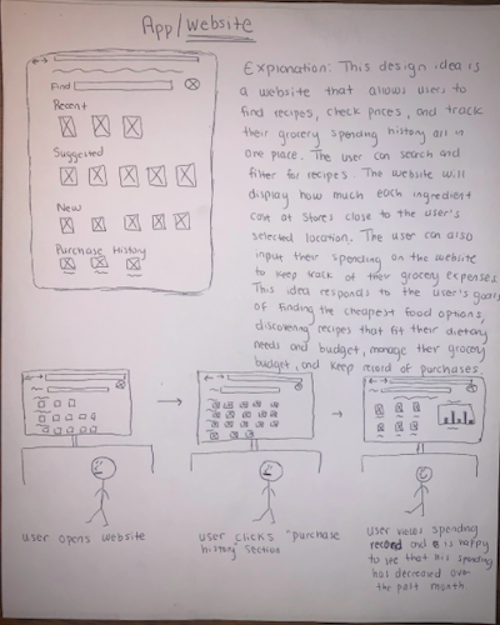 App/website
Find
Recent
Suggested
New
Purchase History
Explanation: This design idea is
a website that allows users to
find recipes, check prices, and track
their grocery spending history all in
one place. The user can search and
filter for recipes. The website will
display how much each ingredient
cost at stores close to the user's
selected location. The user can also
input their spending on the website
to keep track of their grocery expenses.
This idea responds to the user's goals
of finding the cheapest food options,
discovering recipes that fit their dietary
needs and budget, manage their grocery
budget, and keep record of purchases.
user opens website
user clicks "purchase
history" section
user views spending
record and is happy
to see that his spending
has decreased over
the past month